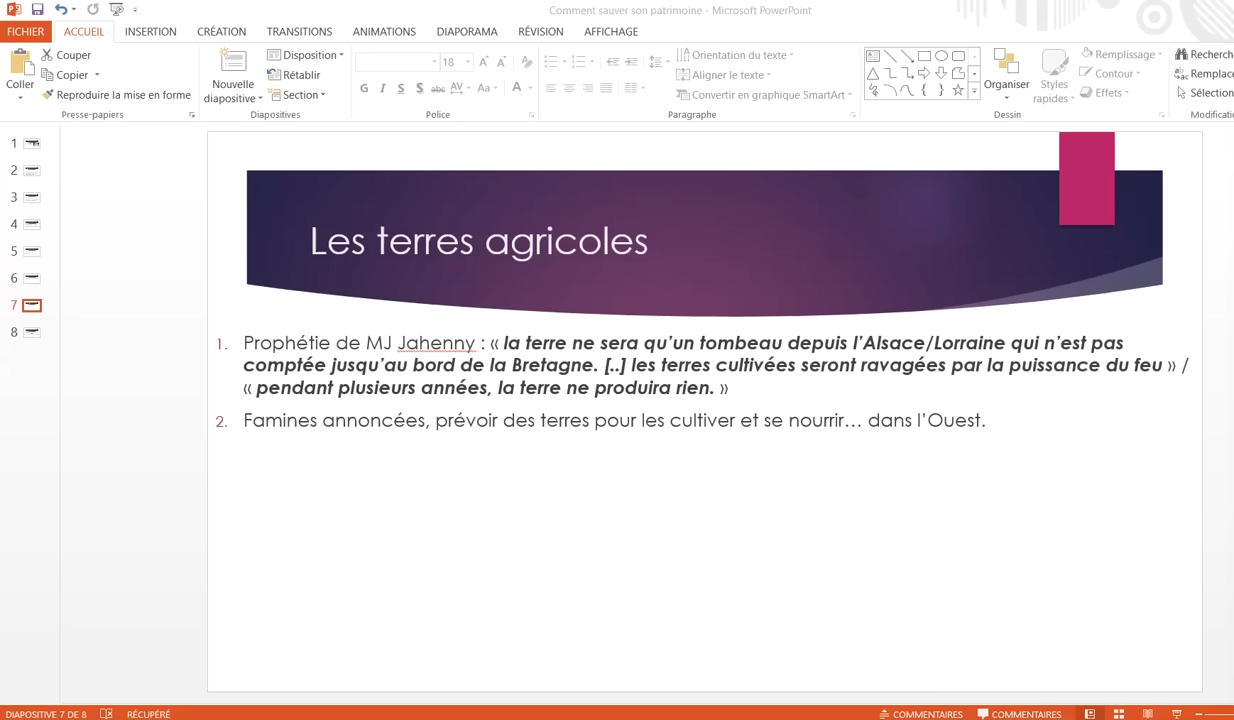 Comment sauver son patrimoine - Microsoft PowerPoint
FICHIER ACCUEIL INSERTION CRÉATION TRANSITIONS ANIMATIONS DIAPORAMA RÉVISION AFFICHAGE
Coller
Couper
Copier
Reproduire la mise en forme
Presse-papiers
Nouvelle diapositive
Disposition
Rétablir
Section
Diapositives
18
G I S S abc AV Aa A
Police
Orientation du texte
Aligner le texte
Convertir en graphique SmartArt
Paragraphe
Organiser
Styles rapides
Remplissage
Contour
Effets
Dessin
Recherch
Remplace
Sélection
Modificati
1
2
3
4
5
6
7
8
Les terres agricoles
1. Prophétie de MJ Jahenny : « la terre ne sera qu’un tombeau depuis l’Alsace/Lorraine qui n’est pas
comptée jusqu’au bord de la Bretagne. [..] les terres cultivées seront ravagées par la puissance du feu » /
« pendant plusieurs années, la terre ne produira rien. »
2. Famines annoncées, prévoir des terres pour les cultiver et se nourrir… dans l’Ouest.
DIAPOSITIVE 7 DE 8 RÉCUPÉRÉ COMMENTAIRES COMMENTAIRES